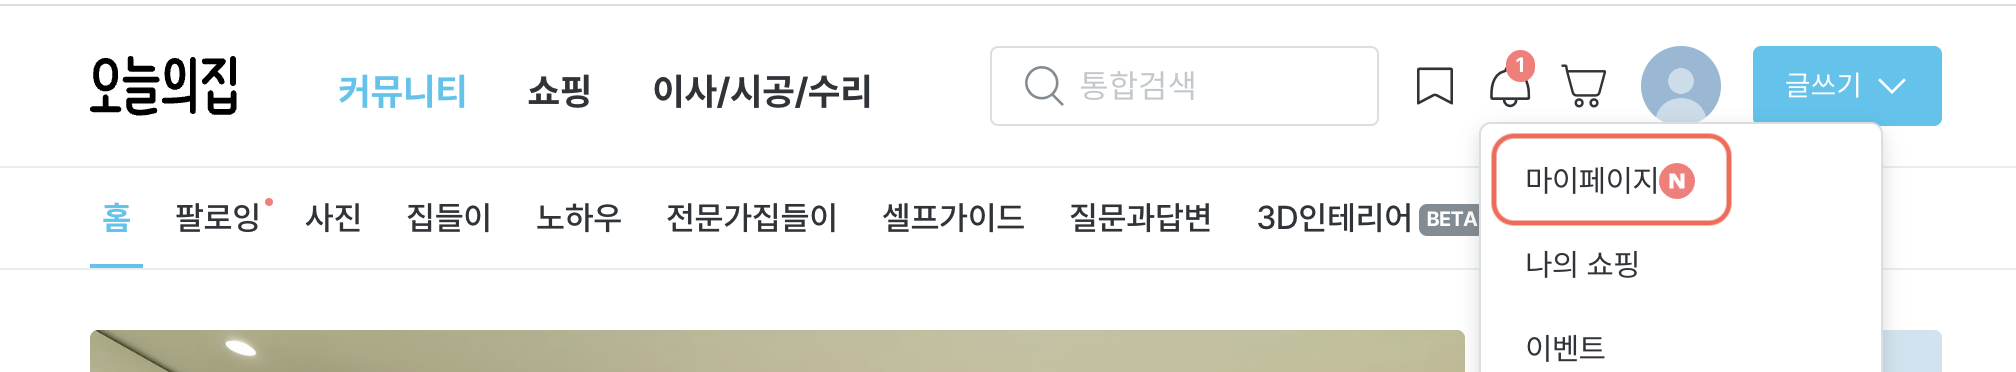 오늘의집 커뮤니티 쇼핑 이사/시공/수리 통합검색 1 글쓰기
마이페이지 N
홈 팔로잉 사진 집들이 노하우 전문가집들이 셀프가이드 질문과답변 3D인테리어 BETA
나의 쇼핑
이벤트